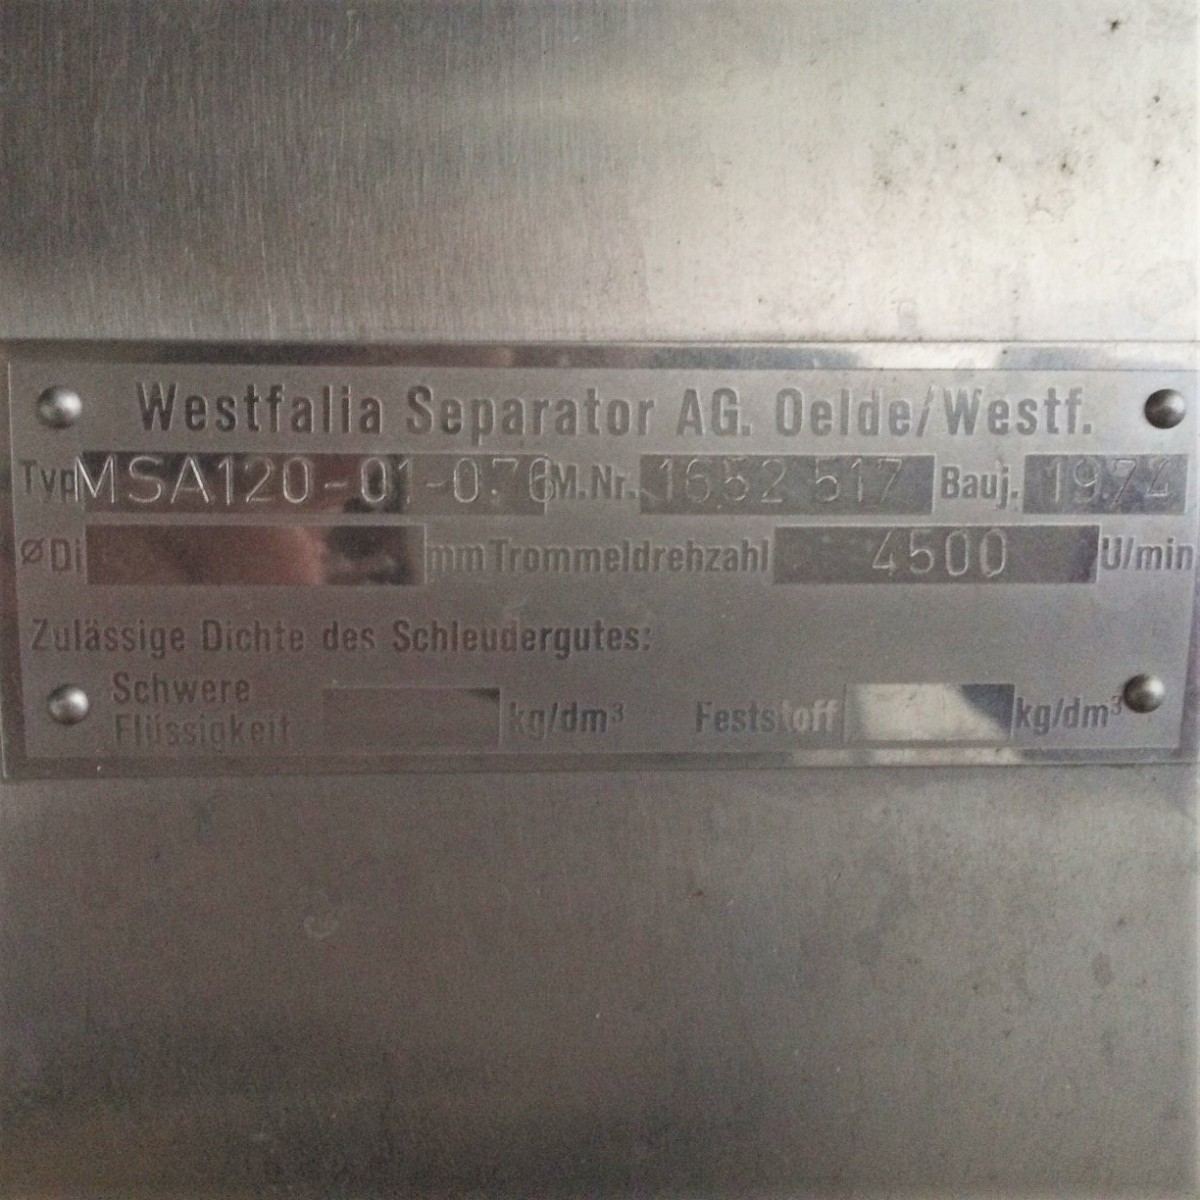 Westfalia Separator AG. Oelde/Westf.
Typ MSA120-01-076 M.Nr. 1652 517 Bauj. 1974
ØDi mm Trommeldrehzahl 4500 U/min
Zulässige Dichte des Schleudergutes:
Schwere
Flüssigkeit kg/dm³ Feststoff kg/dm³